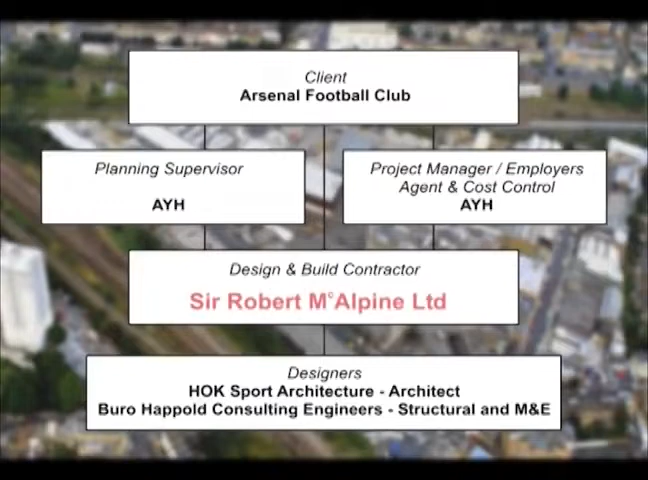 Client
Arsenal Football Club
Planning Supervisor
AYH
Project Manager / Employers
Agent & Cost Control
AYH
Design & Build Contractor
Sir Robert McAlpine Ltd
Designers
HOK Sport Architecture - Architect
Buro Happold Consulting Engineers - Structural and M&E